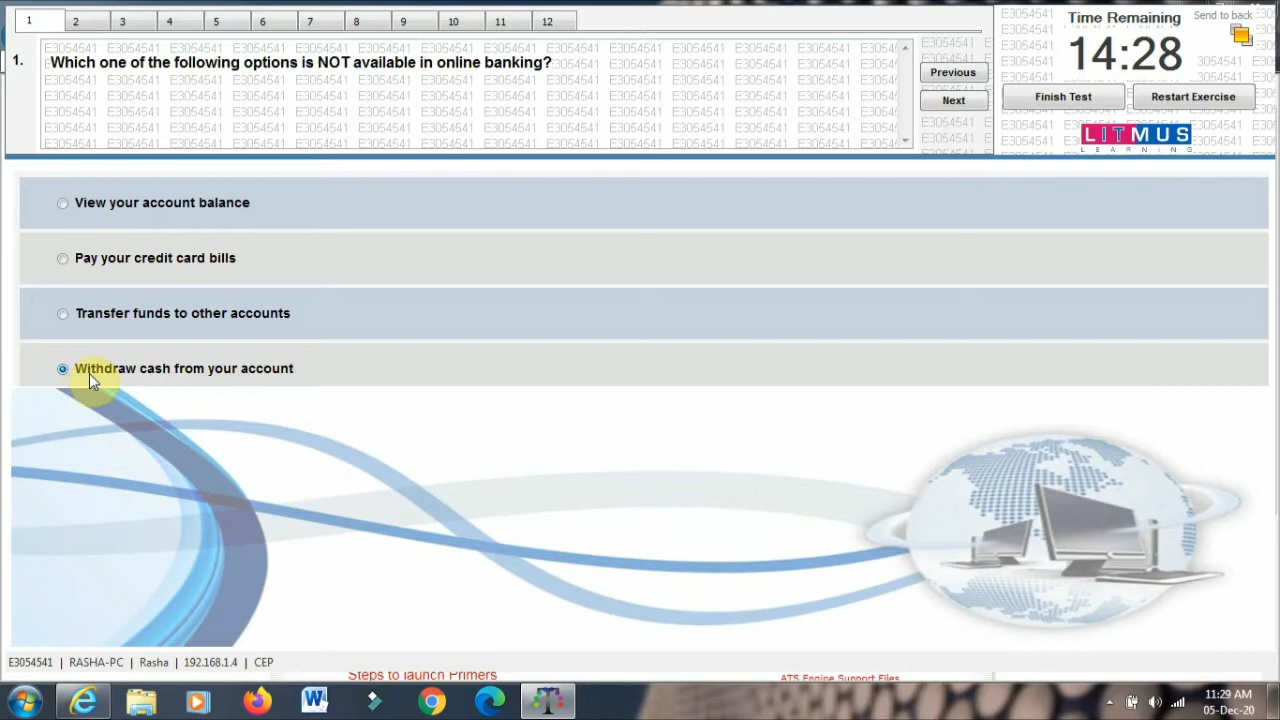 1 2 3 4 5 6 7 8 9 10 11 12
1. Which one of the following options is NOT available in online banking?
E3054541
Previous
Next
Time Remaining
Send to back
14:28
Finish Test
Restart Exercise
LITMUS
LEARNING
View your account balance
Pay your credit card bills
Transfer funds to other accounts
Withdraw cash from your account
E3054541 | RASHA-PC | Rasha | 192.168.1.4 | CEP
Steps to launch Primers
ATS Engine Support Files
11:29 AM
05-Dec-20